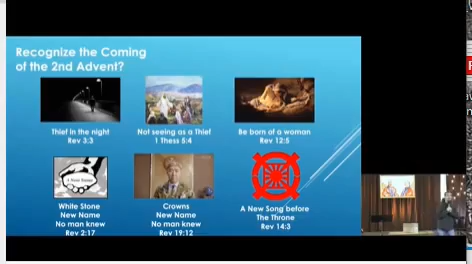 Recognize the Coming
of the 2nd Advent?
Thief in the night
Rev 3:3
Not seeing as a Thief
1 Thess 5:4
Be born of a woman
Rev 12:5
White Stone
New Name
No man knew
Rev 2:17
Crowns
New Name
No man knew
Rev 19:12
A New Song before
The Throne
Rev 14:3